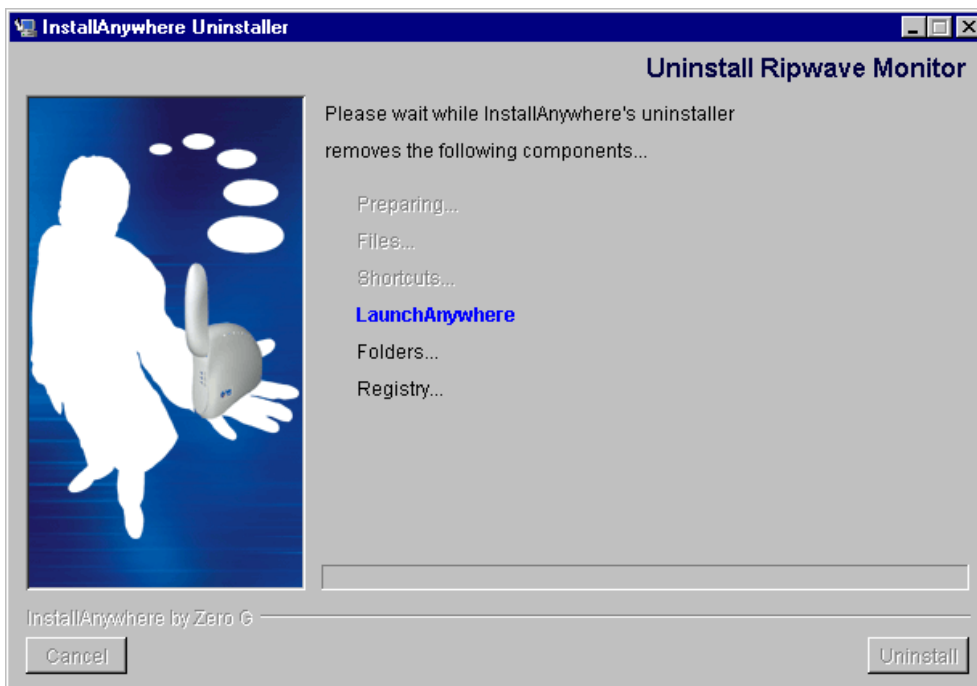 InstallAnywhere Uninstaller
Uninstall Ripwave Monitor
Please wait while InstallAnywhere's uninstaller
removes the following components...
Preparing...
Files...
Shortcuts...
LaunchAnywhere
Folders...
Registry...
InstallAnywhere by Zero G
Cancel
Uninstall